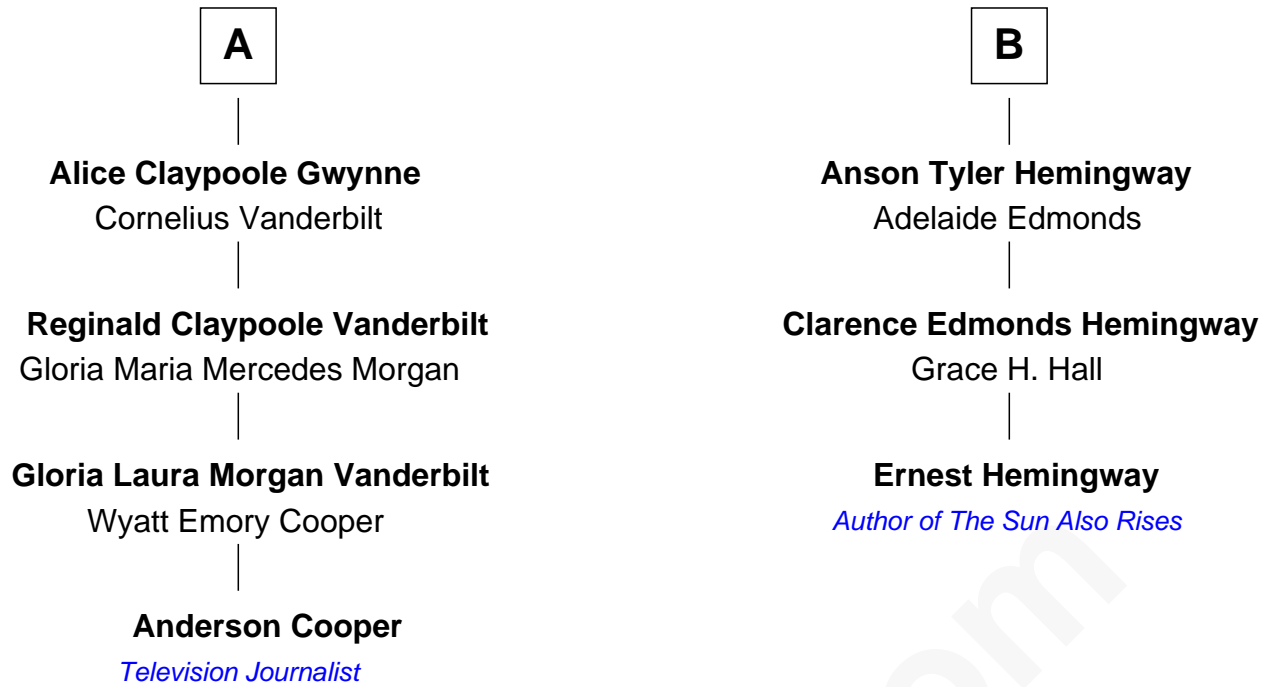 A
Alice Claypoole Gwynne
Cornelius Vanderbilt
Reginald Claypoole Vanderbilt
Gloria Maria Mercedes Morgan
Gloria Laura Morgan Vanderbilt
Wyatt Emory Cooper
Anderson Cooper
Television Journalist
B
Anson Tyler Hemingway
Adelaide Edmonds
Clarence Edmonds Hemingway
Grace H. Hall
Ernest Hemingway
Author of The Sun Also Rises